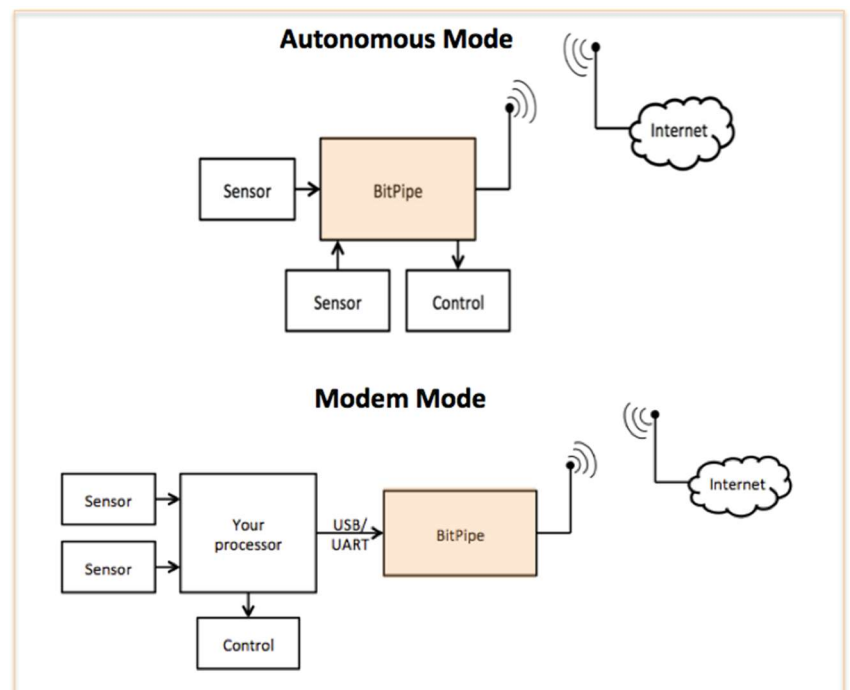 Autonomous Mode
Internet
Sensor
BitPipe
Sensor
Control
Modem Mode
Sensor
Sensor
Your
processor
USB/
UART
BitPipe
Internet
Control